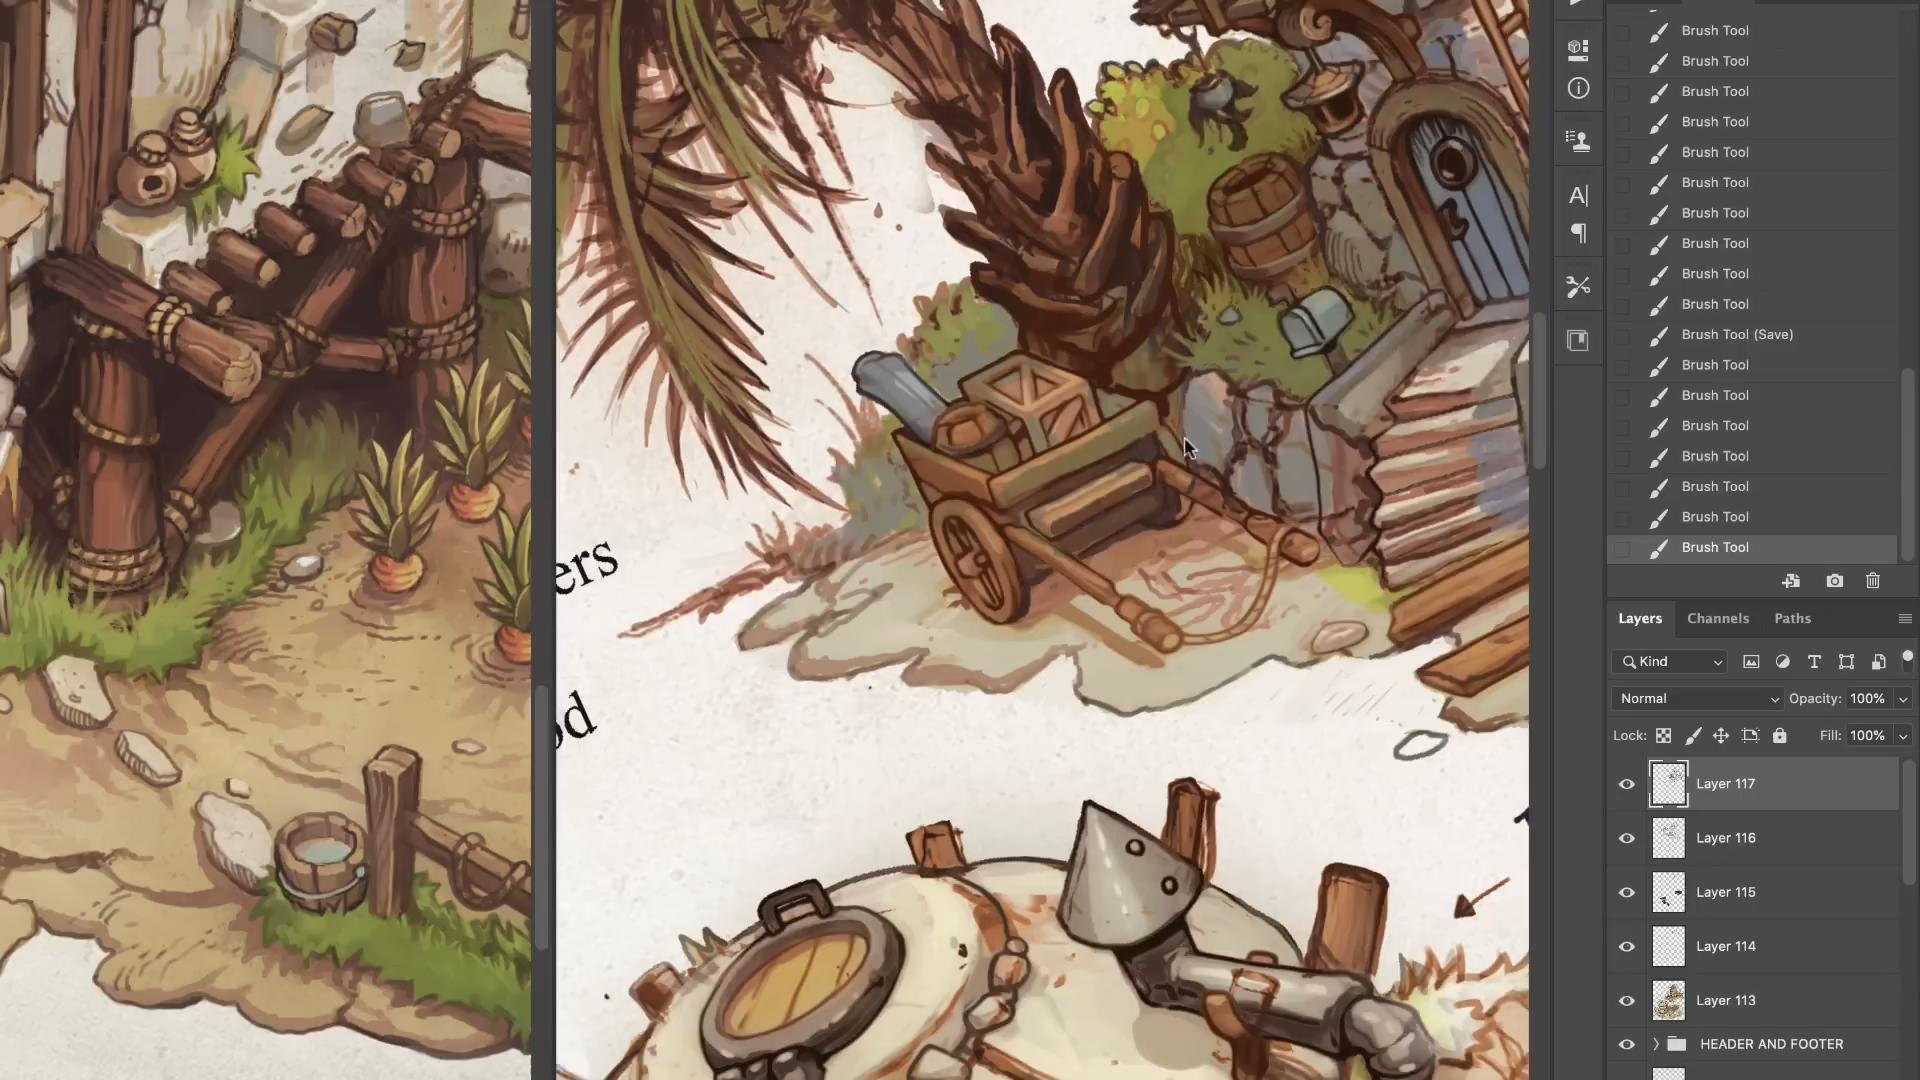 ers
od
Brush Tool
Brush Tool
Brush Tool
Brush Tool
Brush Tool
Brush Tool
Brush Tool
Brush Tool
Brush Tool
Brush Tool
Brush Tool (Save)
Brush Tool
Brush Tool
Brush Tool
Brush Tool
Brush Tool
Brush Tool
Brush Tool
Layers Channels Paths
Kind
Normal Opacity: 100%
Lock: Fill: 100%
Layer 117
Layer 116
Layer 115
Layer 114
Layer 113
HEADER AND FOOTER